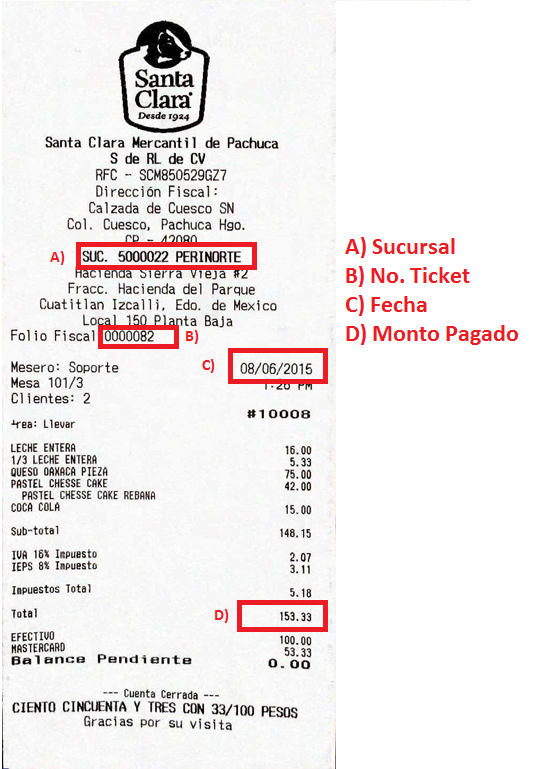 Santa
Clara
Desde 1924
Santa Clara Mercantil de Pachuca
S de RL de CV
RFC - SCM850529GZ7
Dirección Fiscal:
Calzada de Cuesco SN
Col. Cuesco, Pachuca Hgo.
CP - 42080
A) SUC. 5000022 PERINORTE
Hacienda Sierra Vieja #2
Fracc. Hacienda del Parque
Cuatitlan Izcalli, Edo. de Mexico
Local 150 Planta Baja
Folio Fiscal 0000082 B)
C) 08/06/2015
Mesero: Soporte
Mesa 101/3 1:20 PM
Clientes: 2
#10008
Area: Llevar
LECHE ENTERA 16.00
1/3 LECHE ENTERA 5.33
QUESO OAXACA PIEZA 75.00
PASTEL CHESSE CAKE 42.00
PASTEL CHESSE CAKE REBANA
COCA COLA 15.00
Sub-total 148.15
IVA 16% Impuesto 2.07
IEPS 8% Impuesto 3.11
Impuestos Total 5.18
Total D) 153.33
EFECTIVO 100.00
MASTERCARD 53.33
Balance Pendiente 0.00
--- Cuenta Cerrada ---
CIENTO CINCUENTA Y TRES CON 33/100 PESOS
Gracias por su visita
A) Sucursal
B) No. Ticket
C) Fecha
D) Monto Pagado